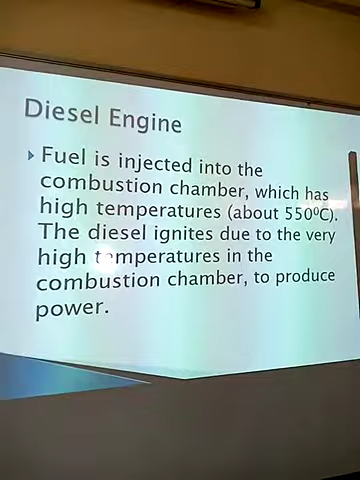 Diesel Engine
Fuel is injected into the
combustion chamber, which has
high temperatures (about 550⁰C).
The diesel ignites due to the very
high temperatures in the
combustion chamber, to produce
power.